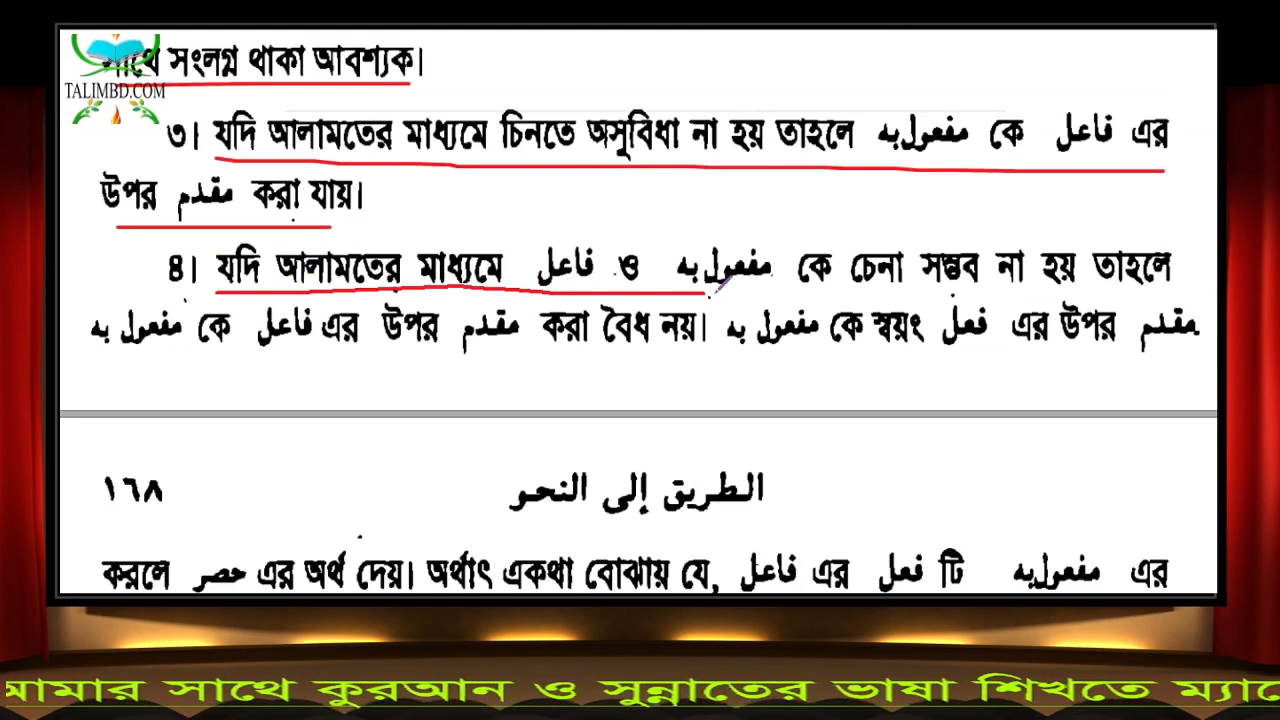 সাথে সংলগ্ন থাকা আবশ্যক।
TALIMBD.COM
৩। যদি আলামতের মাধ্যমে চিনতে অসুবিধা না হয় তাহলে مفعول به কে فاعل এর
উপর مقدم করা যায়।
৪। যদি আলামতের মাধ্যমে فاعل ও مفعول به কে চেনা সম্ভব না হয় তাহলে
مفعول به কে فاعل এর উপর مقدم করা বৈধ নয়। مفعول به কে স্বয়ং فعل এর উপর مقدم
الطريق إلى النحو ١٦٨
করলে حصر এর অর্থ দেয়। অর্থাৎ একথা বোঝায় যে, فاعل এর فعل টি مفعول به এর
আমার সাথে কুরআন ও সুন্নাতের ভাষা শিখতে ম্যাসে